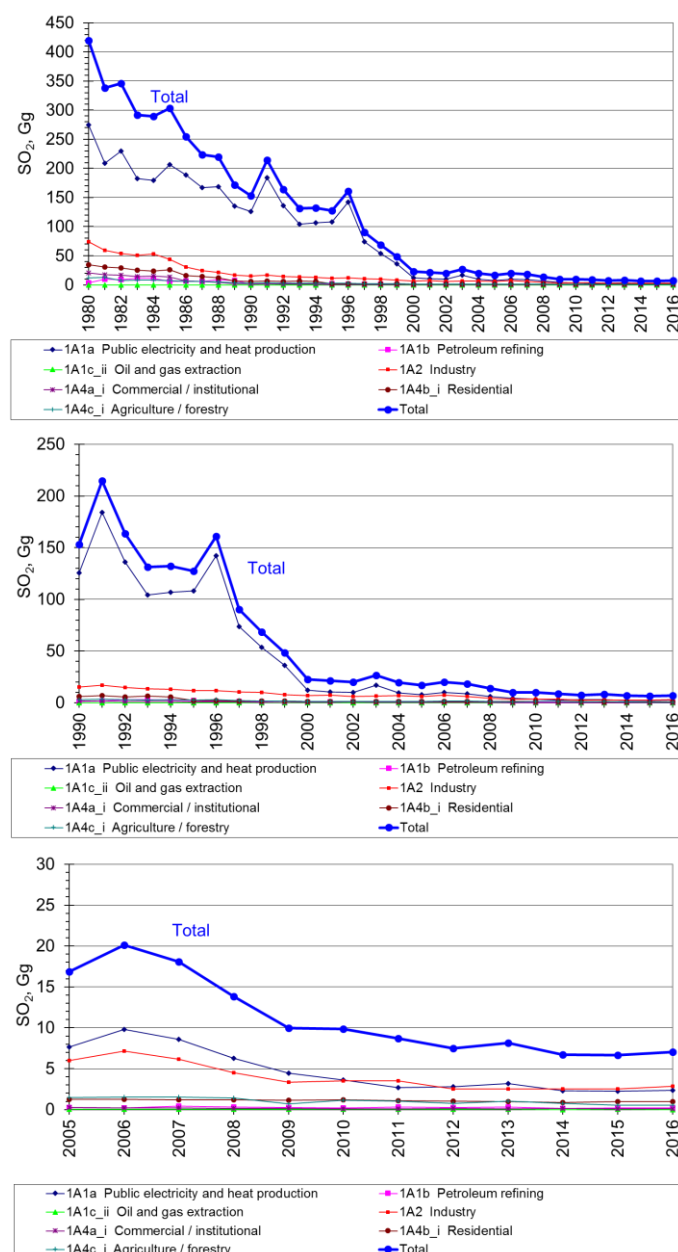 450
400
350
300
250
200
150
100
50
0
SO2, Gg
Total
1980 1982 1984 1986 1988 1990 1992 1994 1996 1998 2000 2002 2004 2006 2008 2010 2012 2014 2016
1A1a Public electricity and heat production 1A1b Petroleum refining
1A1c_ii Oil and gas extraction 1A2 Industry
1A4a_i Commercial / institutional 1A4b_i Residential
1A4c_i Agriculture / forestry Total
250
200
150
100
50
0
SO2, Gg
Total
1990 1992 1994 1996 1998 2000 2002 2004 2006 2008 2010 2012 2014 2016
1A1a Public electricity and heat production 1A1b Petroleum refining
1A1c_ii Oil and gas extraction 1A2 Industry
1A4a_i Commercial / institutional 1A4b_i Residential
1A4c_i Agriculture / forestry Total
30
25
20
15
10
5
0
SO2, Gg
Total
2005 2006 2007 2008 2009 2010 2011 2012 2013 2014 2015 2016
1A1a Public electricity and heat production 1A1b Petroleum refining
1A1c_ii Oil and gas extraction 1A2 Industry
1A4a_i Commercial / institutional 1A4b_i Residential
1A4c_i Agriculture / forestry Total